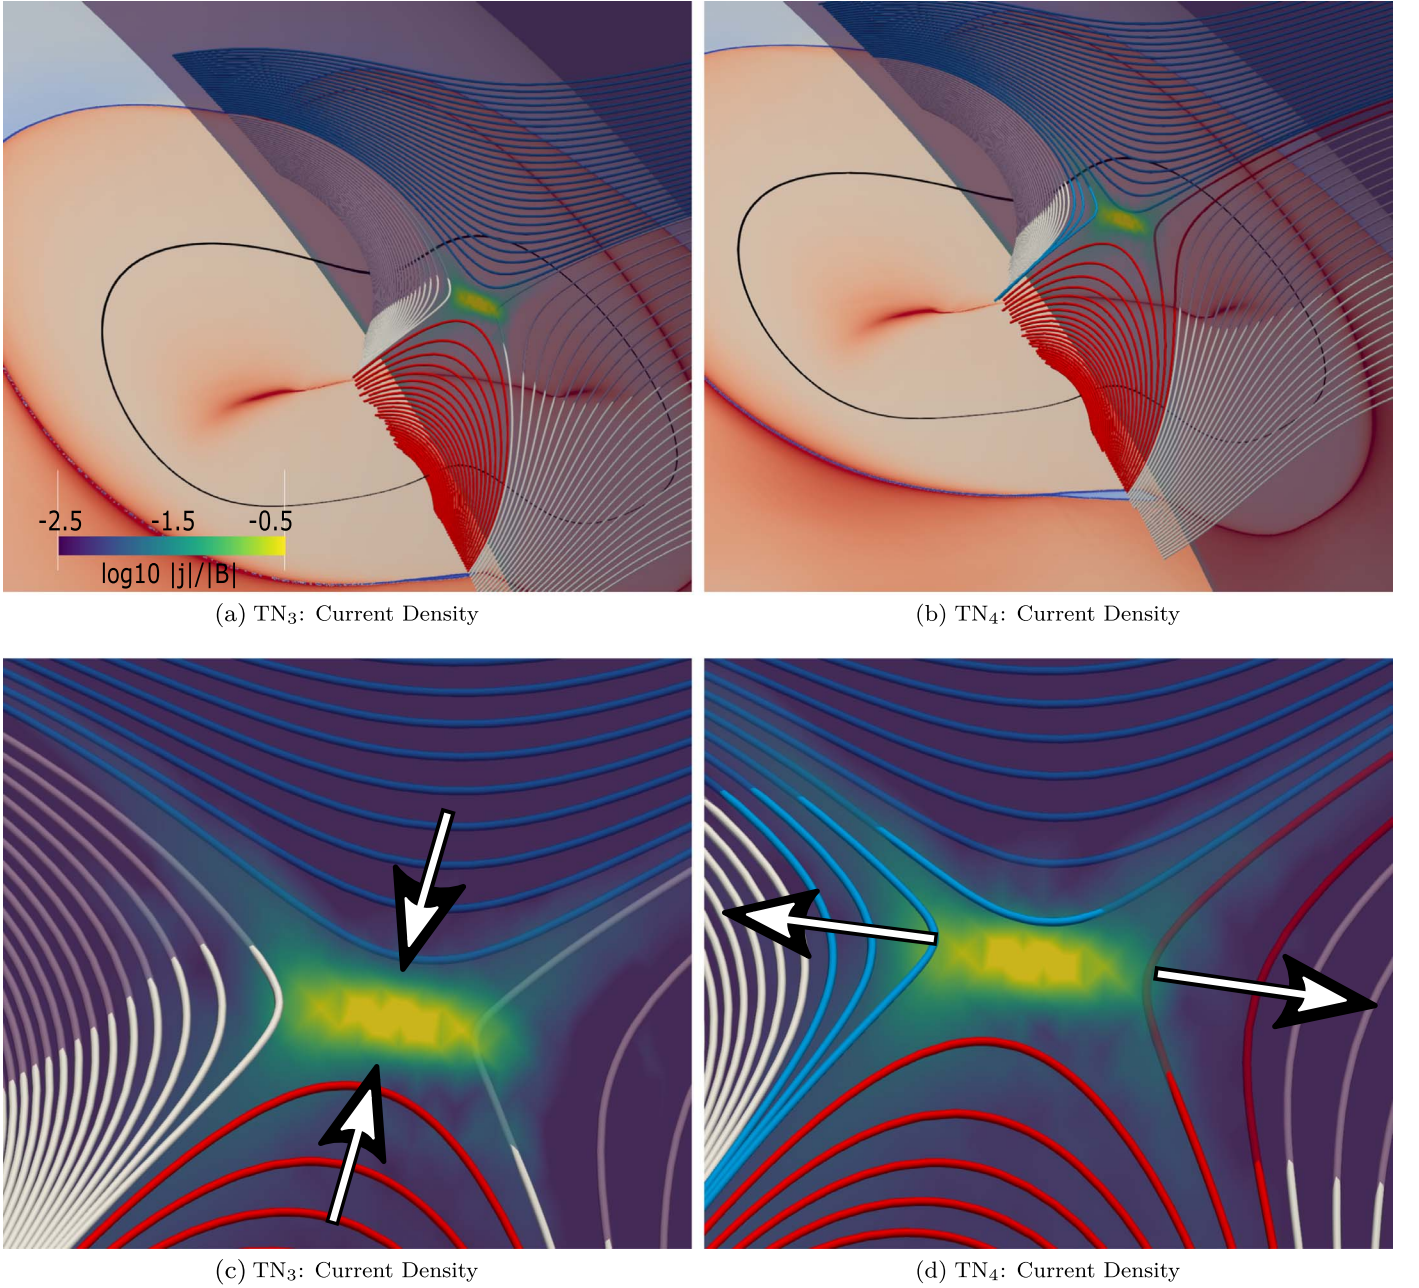 -2.5 -1.5 -0.5
log10 |j|/|B|
(a) TN₃: Current Density
(b) TN₄: Current Density
(c) TN₃: Current Density
(d) TN₄: Current Density